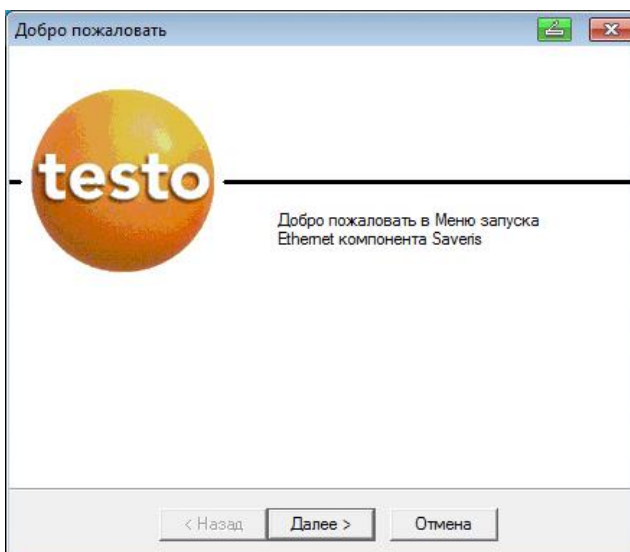 Добро пожаловать
testo
Добро пожаловать в Меню запуска
Ethernet компонента Saveris
< Назад
Далее >
Отмена